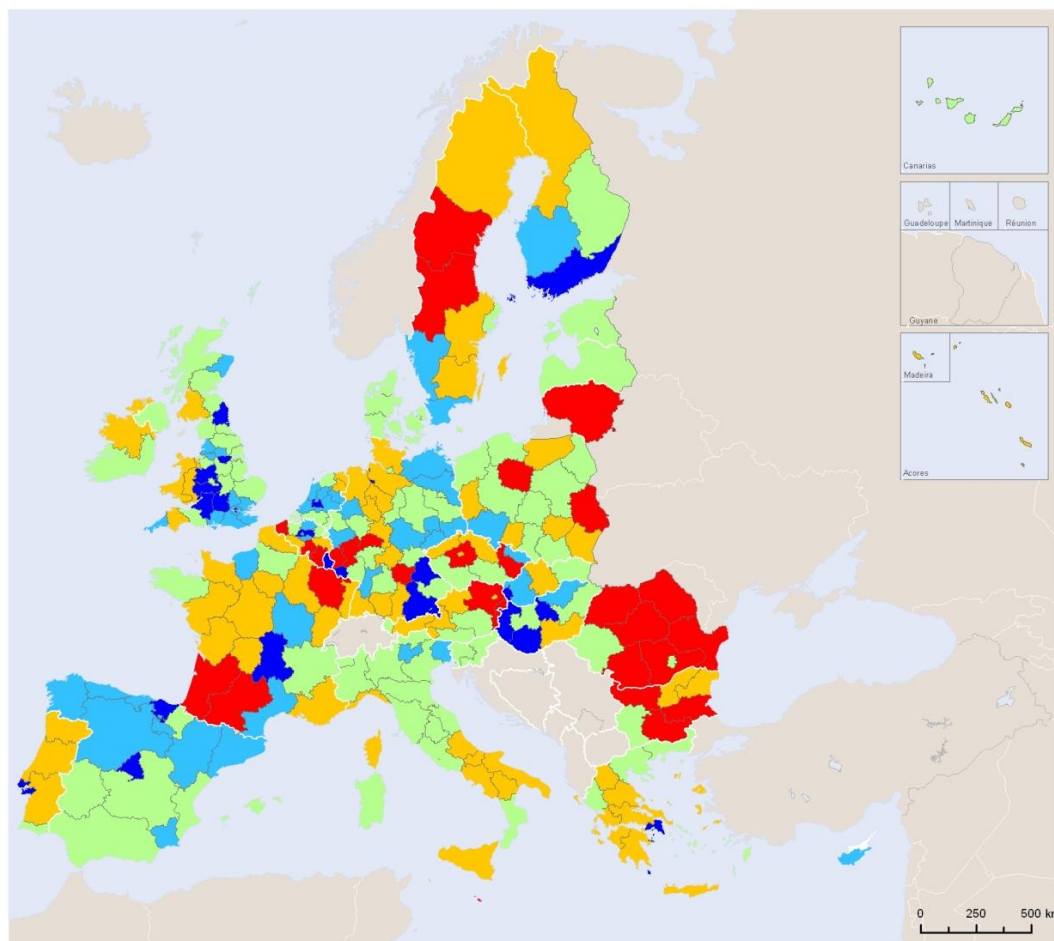 Canarias
Guadeloupe
Martinique
Réunion
Guyane
Madeira
Acores
0 250 500 km